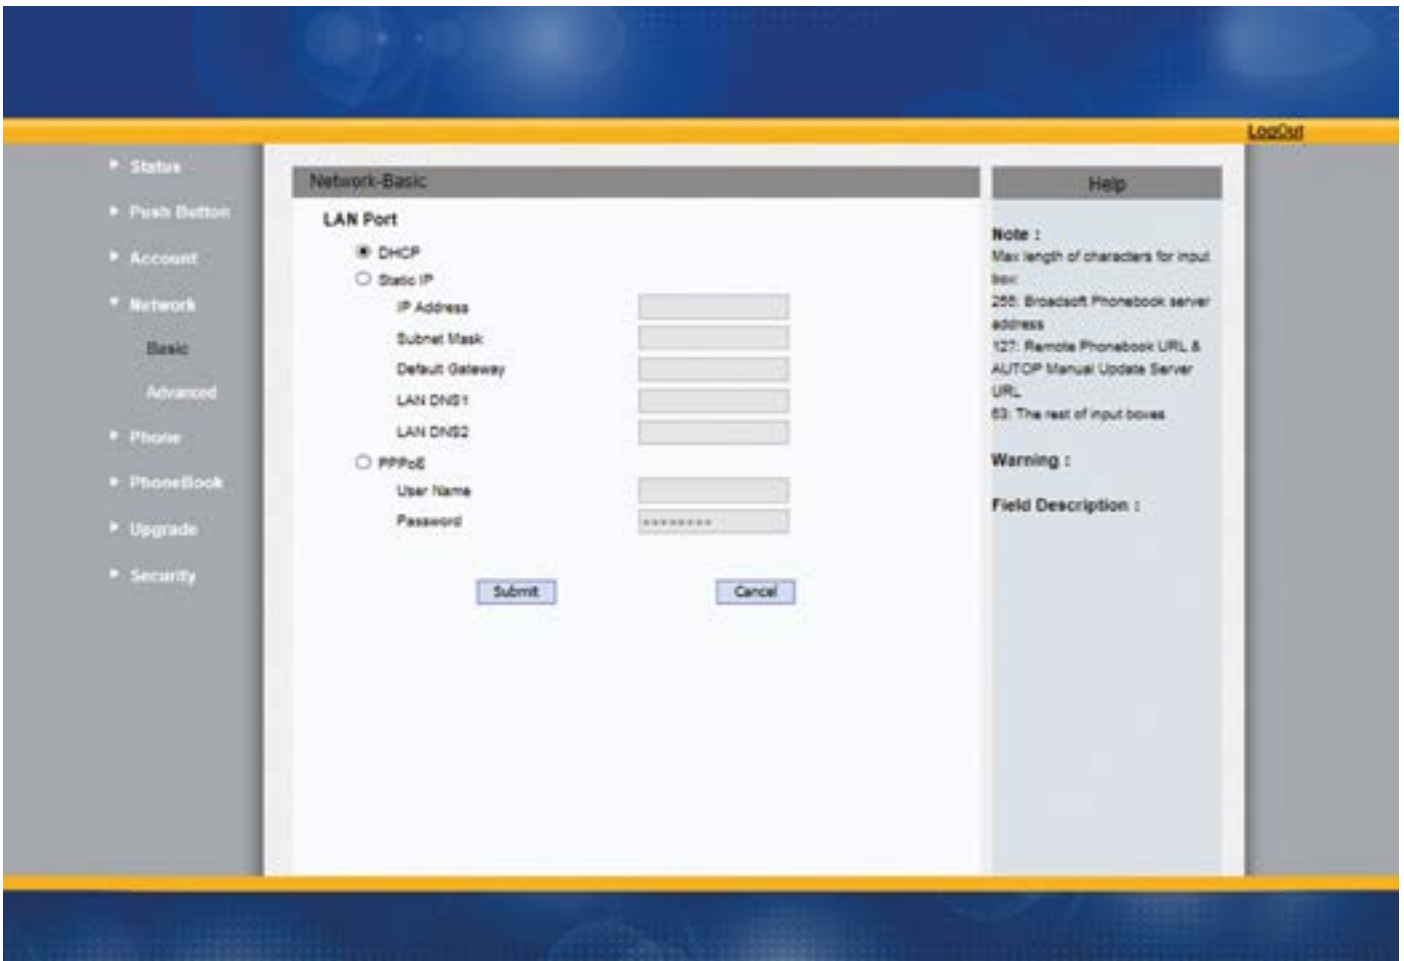 LogOut
Status
Push Button
Account
Network
Basic
Advanced
Phone
PhoneBook
Upgrade
Security
Network-Basic
LAN Port
DHCP
Static IP
IP Address
Subnet Mask
Default Gateway
LAN DNS1
LAN DNS2
PPPoE
User Name
Password
********
Submit
Cancel
Help
Note :
Max length of characters for input
box:
255: Broadsoft Phonebook server
address
127: Remote Phonebook URL &
AUTOP Manual Update Server
URL
63: The rest of input boxes
Warning :
Field Description :